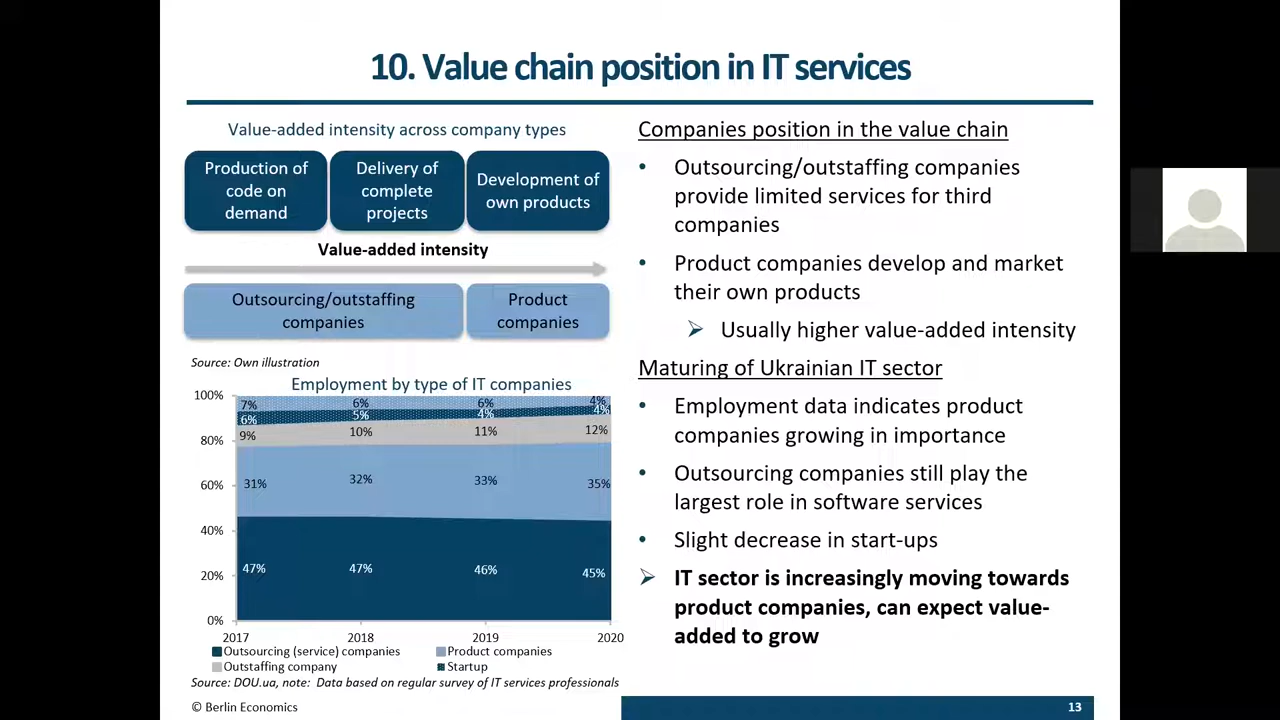 10. Value chain position in IT services
Value-added intensity across company types
Production of
code on
demand
Delivery of
complete
projects
Development of
own products
Value-added intensity
Outsourcing/outstaffing
companies
Product
companies
Source: Own illustration
Employment by type of IT companies
100%
80%
60%
40%
20%
0%
7%
6%
6%
4%
6%
5%
4%
4%
9%
10%
11%
12%
31%
32%
33%
35%
47%
47%
46%
45%
2017
2018
2019
2020
Outsourcing (service) companies
Product companies
Outstaffing company
Startup
Source: DOU.ua, note: Data based on regular survey of IT services professionals
© Berlin Economics
Companies position in the value chain
• Outsourcing/outstaffing companies
provide limited services for third
companies
• Product companies develop and market
their own products
➢ Usually higher value-added intensity
Maturing of Ukrainian IT sector
• Employment data indicates product
companies growing in importance
• Outsourcing companies still play the
largest role in software services
• Slight decrease in start-ups
➢ IT sector is increasingly moving towards
product companies, can expect value-
added to grow
13